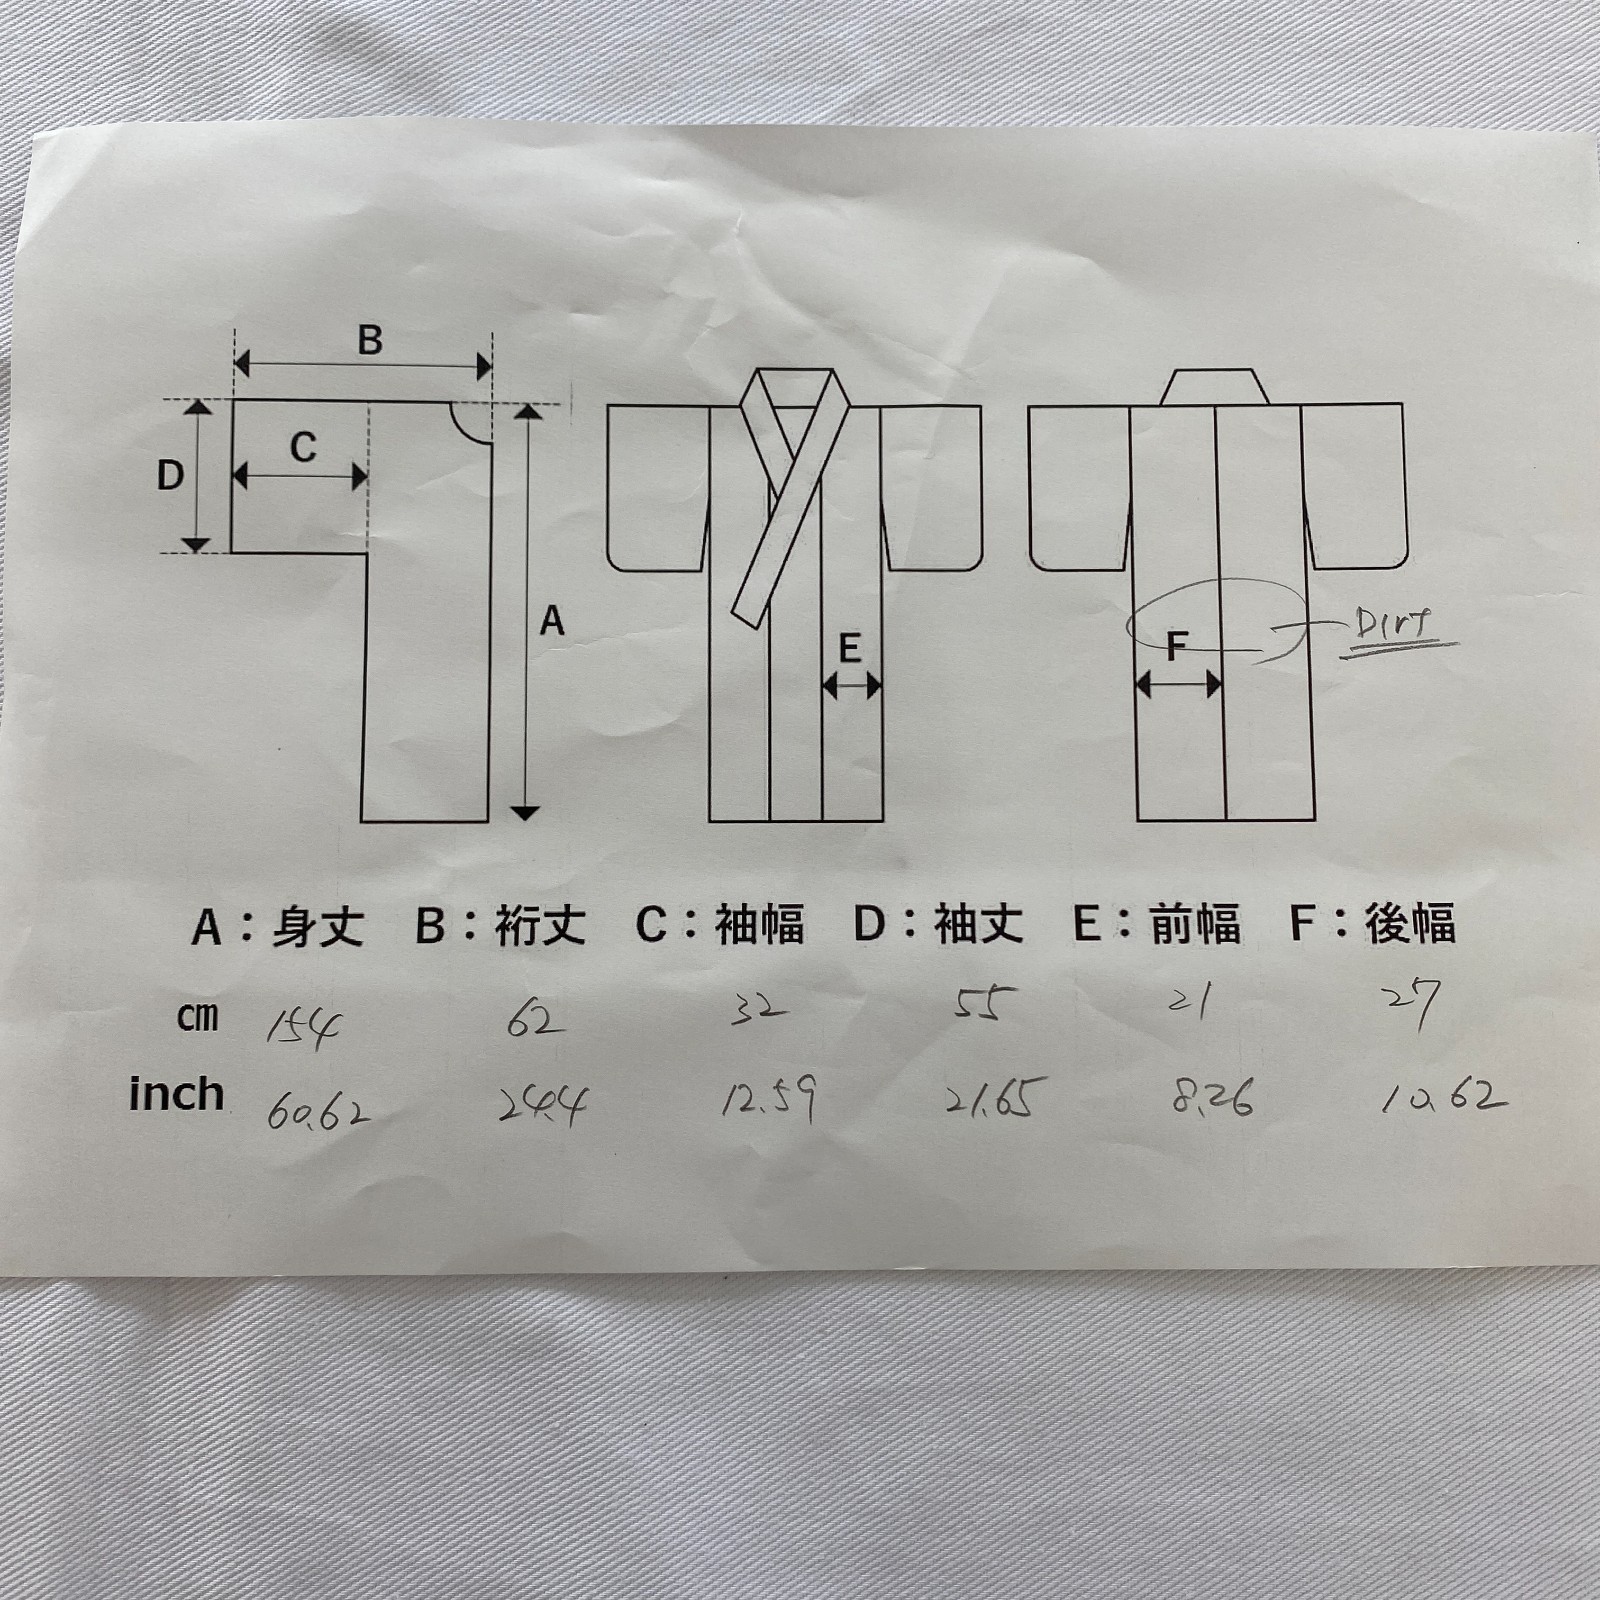 B
D
C
A
E
F
Dirt
A：身丈 B：裄丈 C：袖幅 D：袖丈 E：前幅 F：後幅
cm 154 62 32 55 21 27
inch 60.62 24.4 12.59 21.65 8.26 10.62